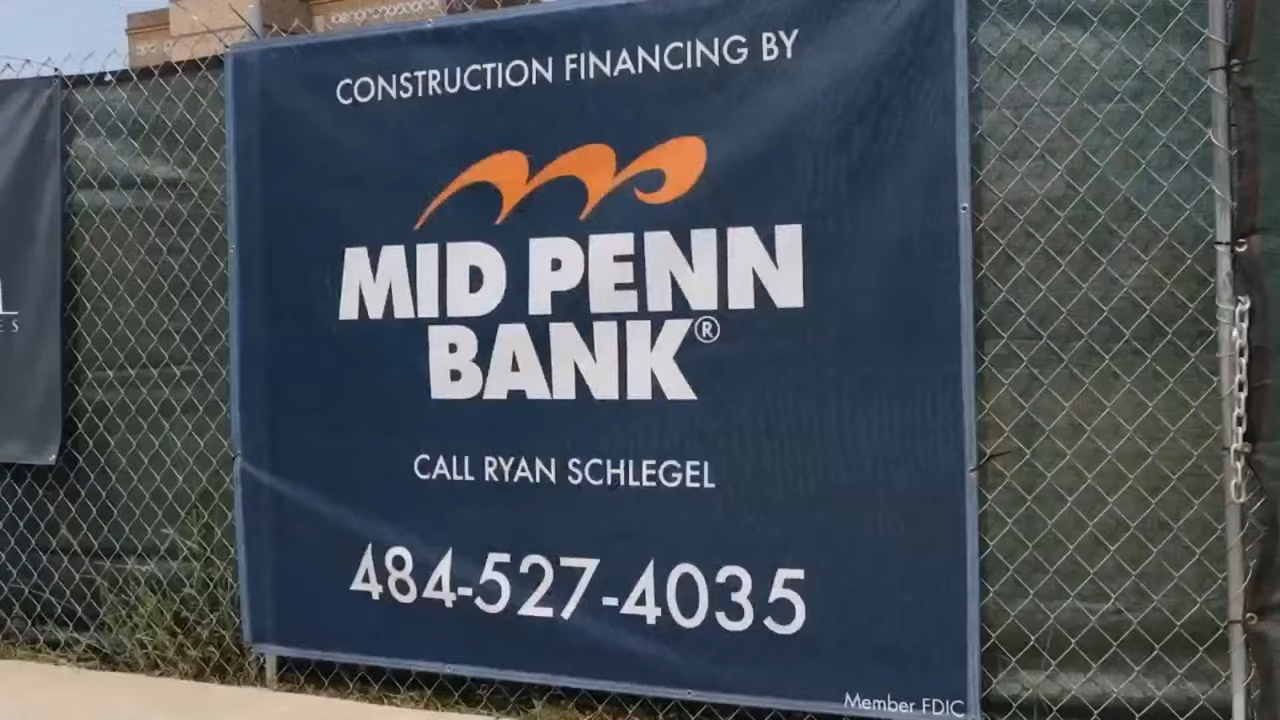 CONSTRUCTION FINANCING BY
MID PENN
BANK®
CALL RYAN SCHLEGEL
484-527-4035
Member FDIC